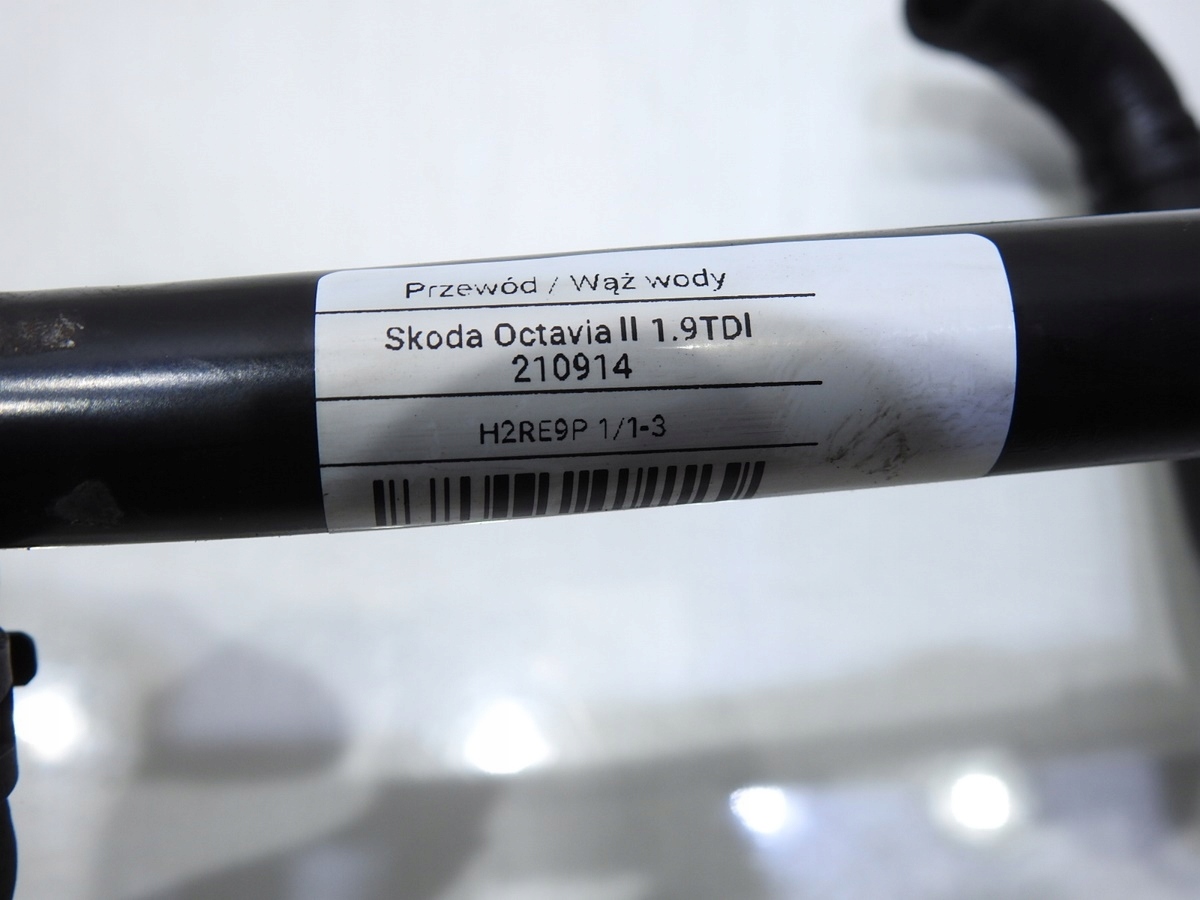 Przewód / Wąż wody
Skoda Octavia II 1.9TDI
210914
H2RE9P 1/1-3